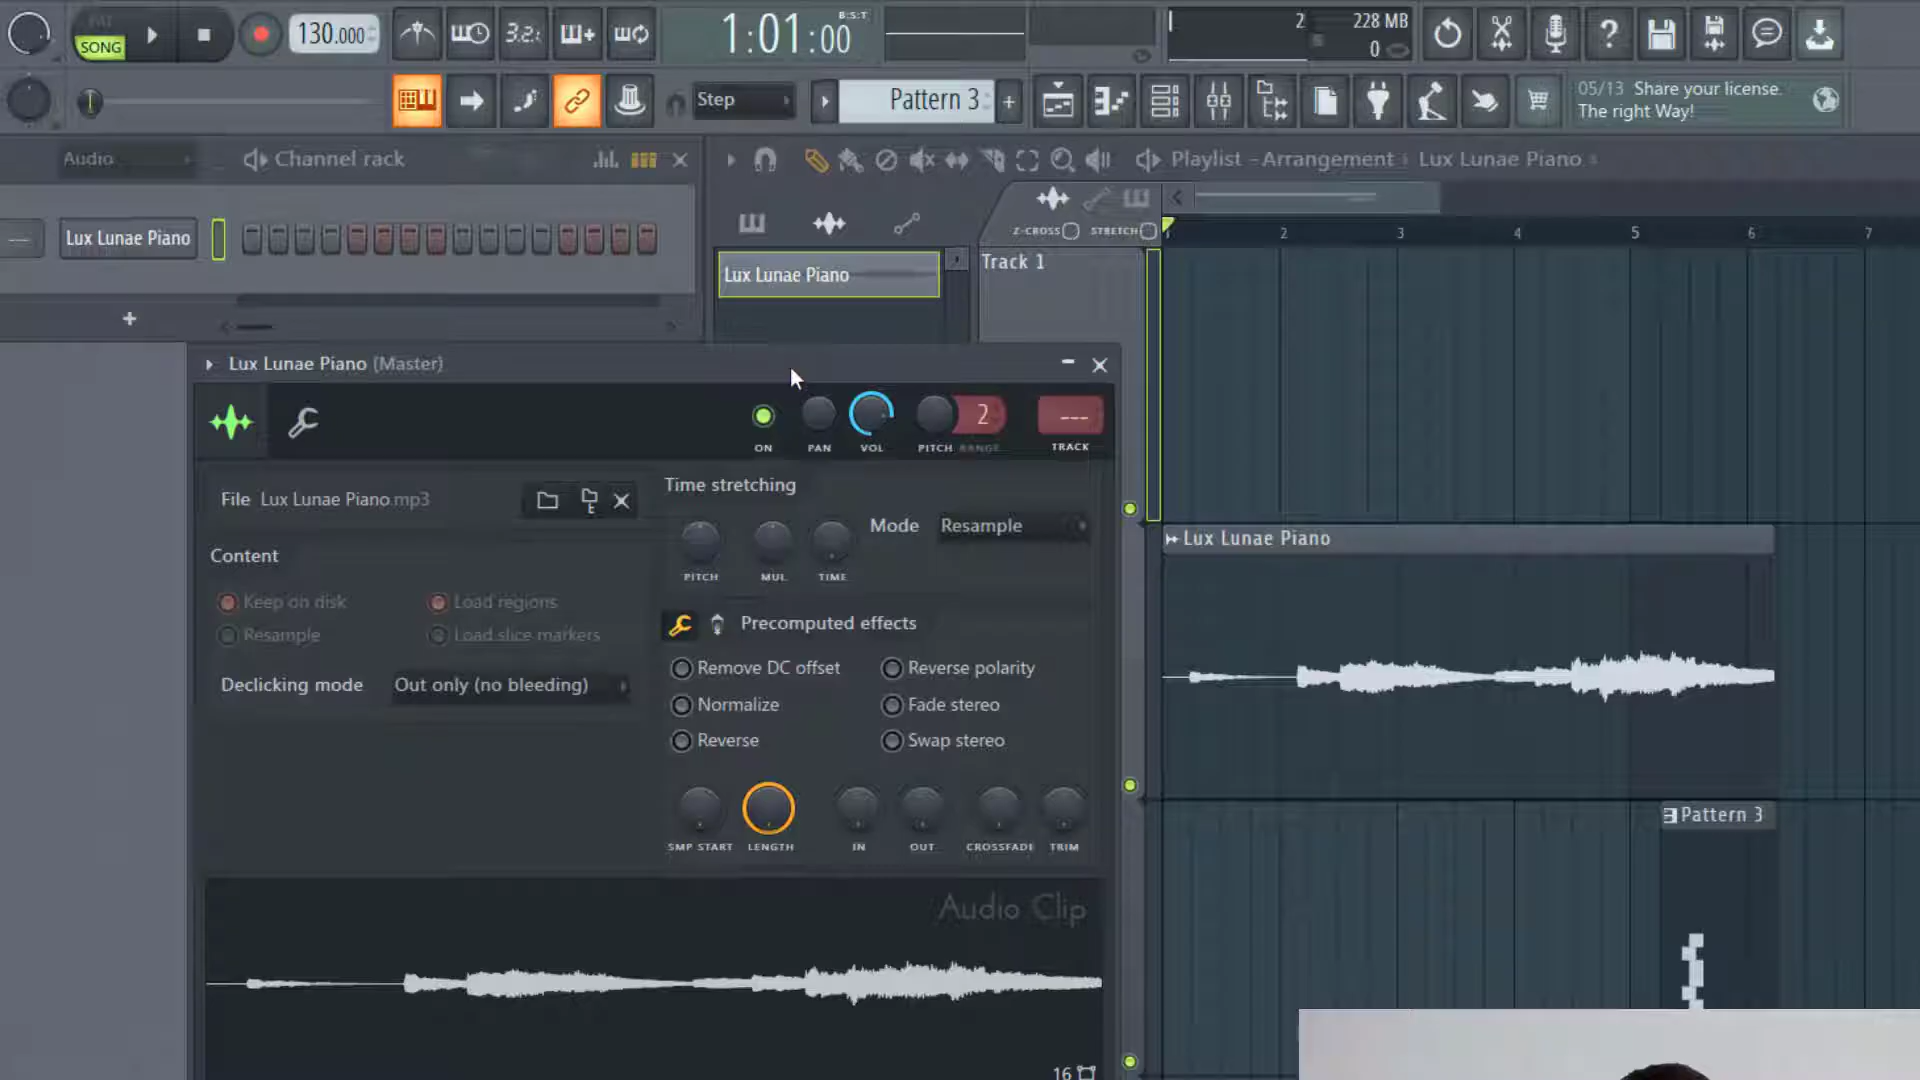 PAT
SONG
130.000
3.2:
1:01:00
B:S:T
2
228 MB
0
Step
Pattern 3
+
05/13 Share your license.
The right Way!
Audio
Channel rack
Playlist - Arrangement
Lux Lunae Piano
---
Lux Lunae Piano
+
Z-CROSS
STRETCH
1
2
3
4
5
6
7
Lux Lunae Piano
Track 1
Lux Lunae Piano (Master)
2
---
ON
PAN
VOL
PITCH
RANGE
TRACK
File Lux Lunae Piano.mp3
Time stretching
Mode
Resample
PITCH
MUL
TIME
Content
Keep on disk
Load regions
Resample
Load slice markers
Declicking mode
Out only (no bleeding)
Precomputed effects
Remove DC offset
Reverse polarity
Normalize
Fade stereo
Reverse
Swap stereo
SMP START
LENGTH
IN
OUT
CROSSFADE
TRIM
Audio Clip
16
Lux Lunae Piano
Pattern 3